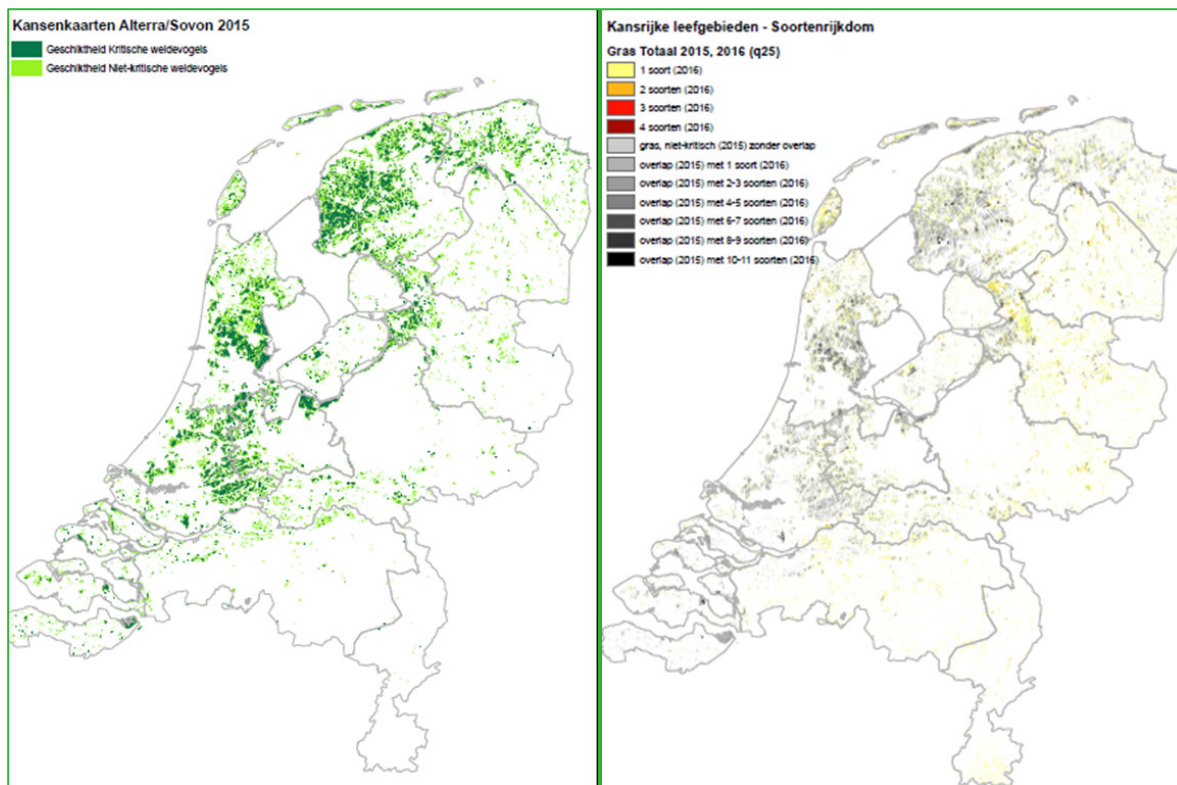 Kansenkaarten Alterra/Sovon 2015
Geschiktheid Kritische weidevogels
Geschiktheid Niet-kritische weidevogels
Kansrijke leefgebieden - Soortenrijkdom
Gras Totaal 2015, 2016 (q25)
1 soort (2016)
2 soorten (2016)
3 soorten (2016)
4 soorten (2016)
gras, niet-kritisch (2015) zonder overlap
overlap (2015) met 1 soort (2016)
overlap (2015) met 2-3 soorten (2016)
overlap (2015) met 4-5 soorten (2016)
overlap (2015) met 6-7 soorten (2016)
overlap (2015) met 8-9 soorten (2016)
overlap (2015) met 10-11 soorten (2016)